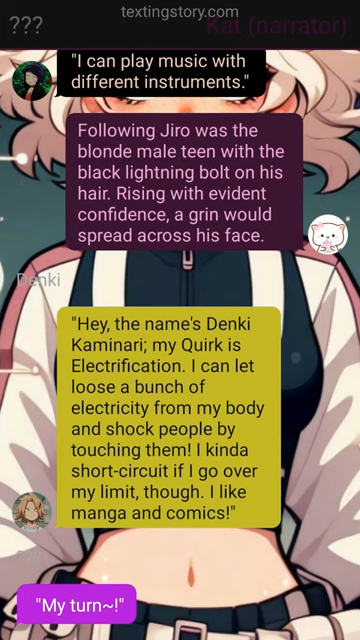 textingstory.com
??? Kat (narrator)
"I can play music with
different instruments."
Following Jiro was the
blonde male teen with the
black lightning bolt on his
hair. Rising with evident
confidence, a grin would
spread across his face.
Denki
"Hey, the name's Denki
Kaminari; my Quirk is
Electrification. I can let
loose a bunch of
electricity from my body
and shock people by
touching them! I kinda
short-circuit if I go over
my limit, though. I like
manga and comics!"
???
"My turn~!"